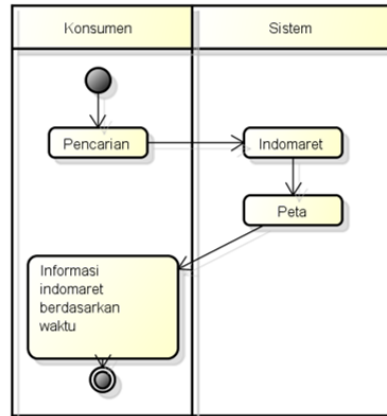 Konsumen
Sistem
Pencarian
Indomaret
Peta
Informasi
indomaret
berdasarkan
waktu